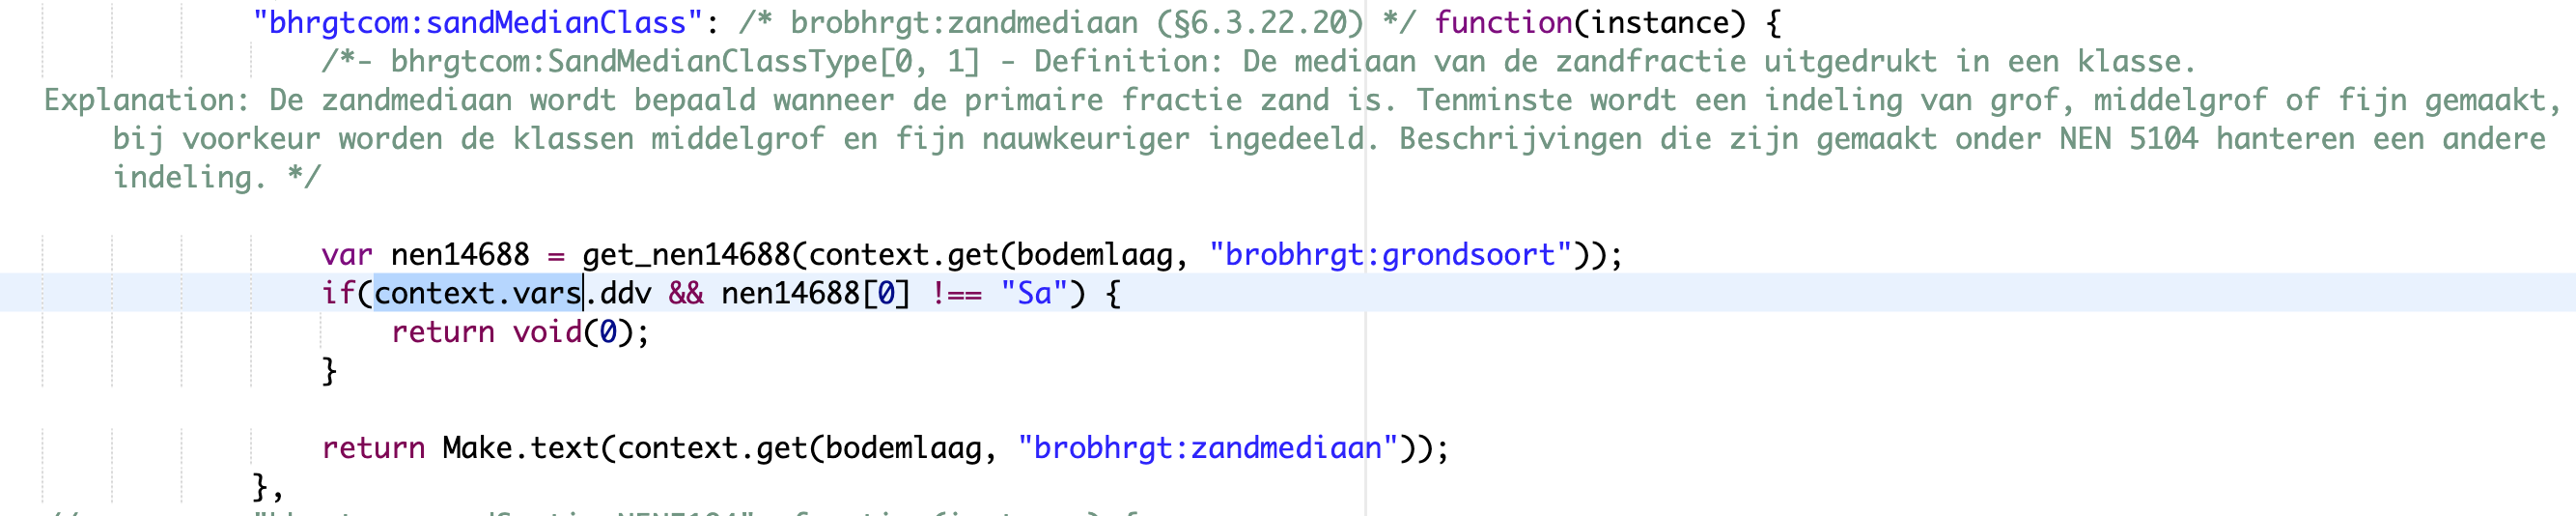 "bhrgtcom:sandMedianClass": /* brobhrgt:zandmediaan (§6.3.22.20) */ function(instance) {
/*- bhrgtcom:SandMedianClassType[0, 1] - Definition: De mediaan van de zandfractie uitgedrukt in een klasse.
Explanation: De zandmediaan wordt bepaald wanneer de primaire fractie zand is. Tenminste wordt een indeling van grof, middelgrof of fijn gemaakt,
bij voorkeur worden de klassen middelgrof en fijn nauwkeuriger ingedeeld. Beschrijvingen die zijn gemaakt onder NEN 5104 hanteren een andere
indeling. */
var nen14688 = get_nen14688(context.get(bodemlaag, "brobhrgt:grondsoort"));
if(context.vars.ddv && nen14688[0] !== "Sa") {
return void(0);
}
return Make.text(context.get(bodemlaag, "brobhrgt:zandmediaan"));
},